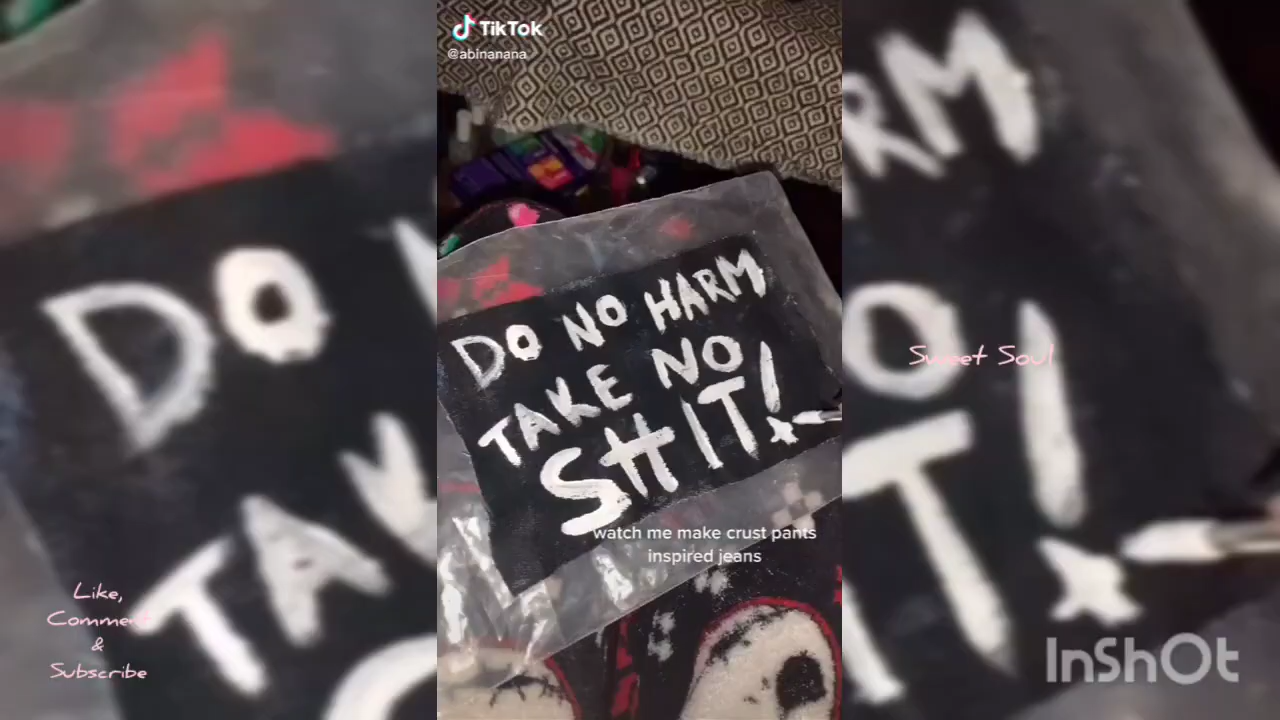 TikTok
@abinanana
DO NO HARM
TAKE NO
SHIT!
watch me make crust pants
inspired jeans
Sweet Soul
Like,
Comment
&
Subscribe
InShOt